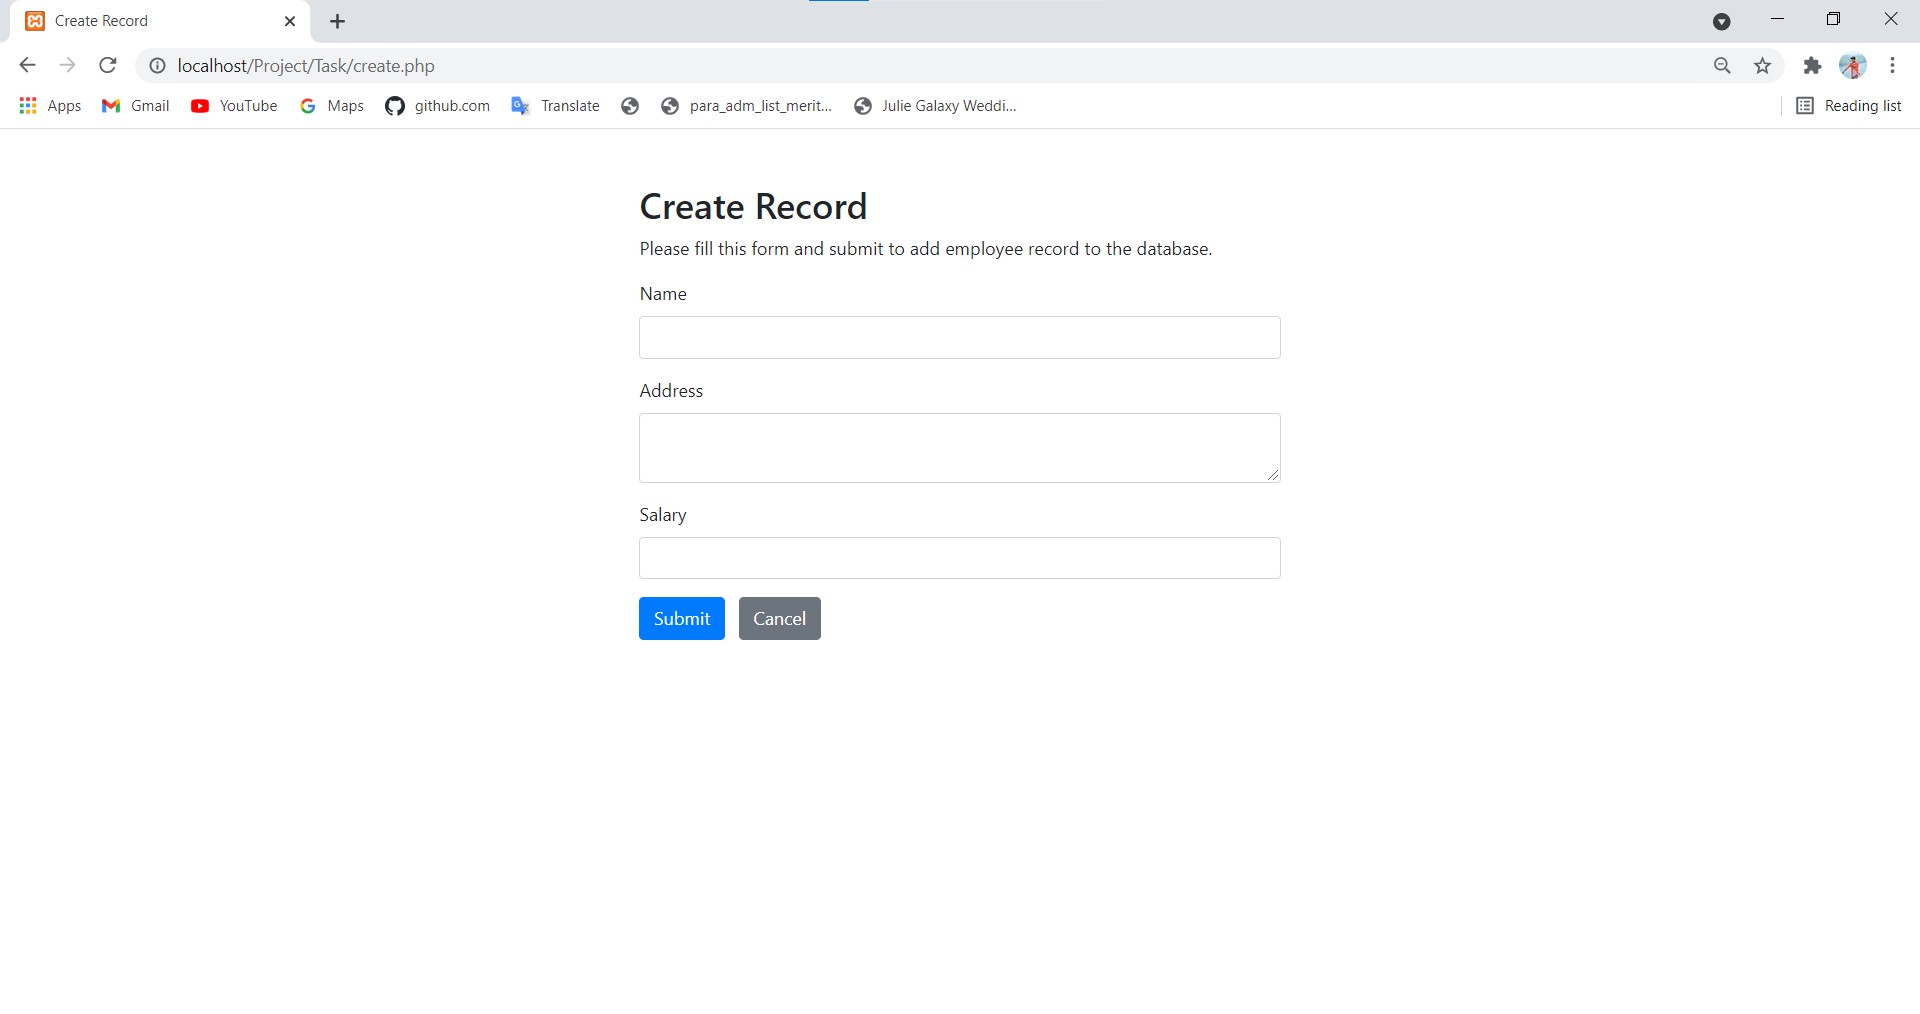 Create Record
localhost/Project/Task/create.php
Apps Gmail YouTube Maps github.com Translate para_adm_list_merit... Julie Galaxy Weddi... Reading list
Create Record
Please fill this form and submit to add employee record to the database.
Name
Address
Salary
Submit Cancel